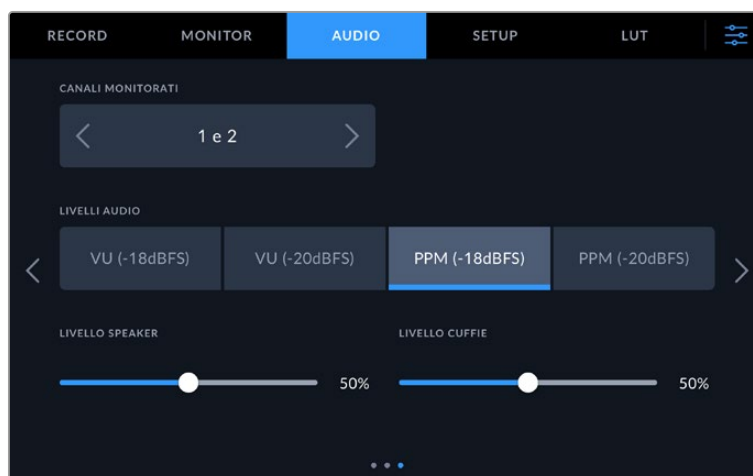 RECORD MONITOR AUDIO SETUP LUT
CANALI MONITORATI
1 e 2
LIVELLI AUDIO
VU (-18dBFS) VU (-20dBFS) PPM (-18dBFS) PPM (-20dBFS)
LIVELLO SPEAKER LIVELLO CUFFIE
50% 50%